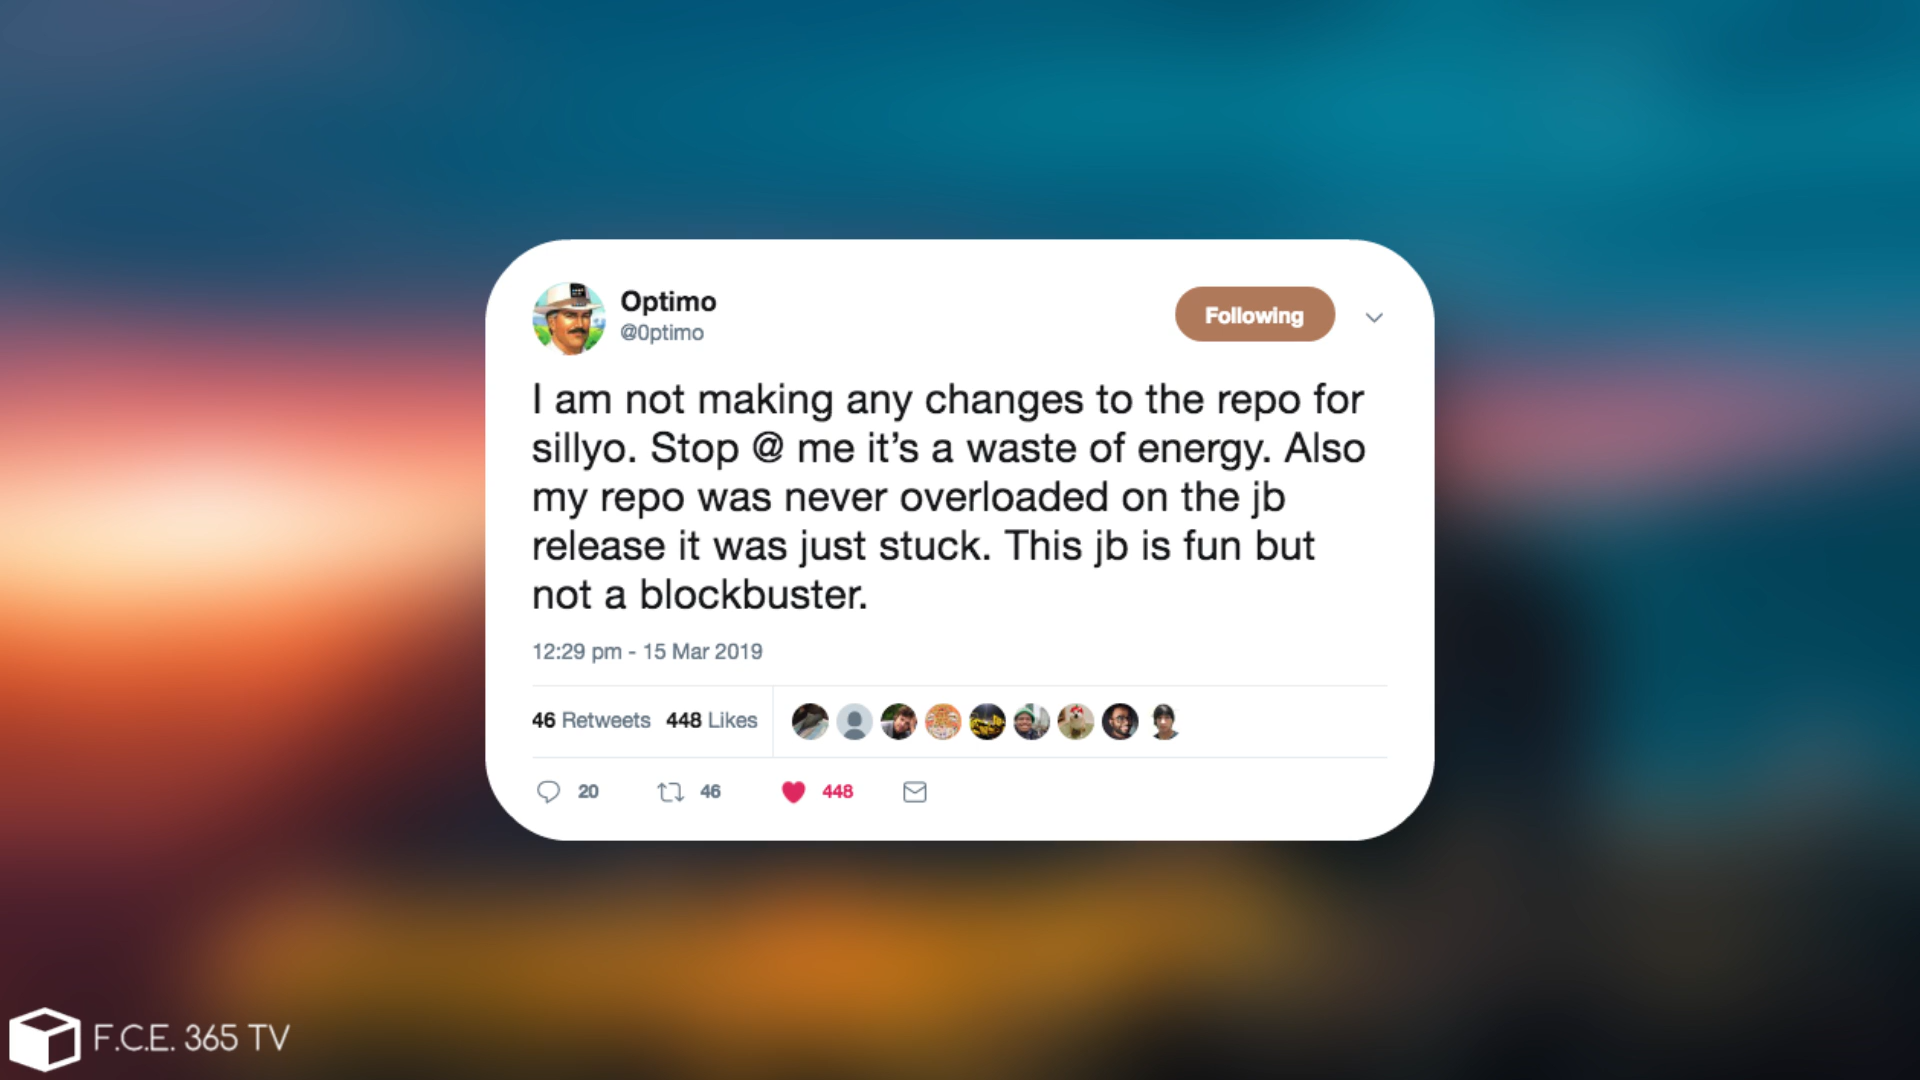 Optimo
@0ptimo
Following
I am not making any changes to the repo for
sillyo. Stop @ me it’s a waste of energy. Also
my repo was never overloaded on the jb
release it was just stuck. This jb is fun but
not a blockbuster.
12:29 pm - 15 Mar 2019
46 Retweets 448 Likes
20 46 448
F.C.E. 365 TV